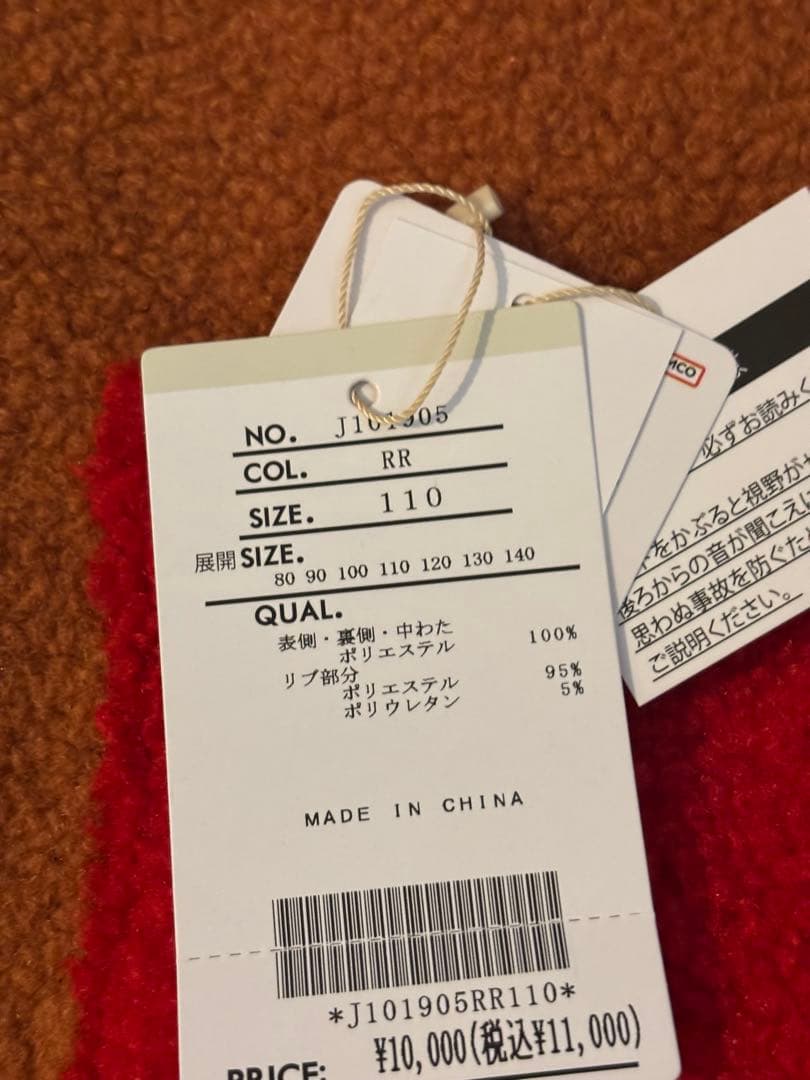 NO. J101905
COL. RR
SIZE. 110
展開SIZE.
80 90 100 110 120 130 140
QUAL.
表側・裏側・中わた 100%
ポリエステル
リブ部分
ポリエステル 95%
ポリウレタン 5%
MADE IN CHINA
*J101905RR110*
PRICE: ¥10,000(税込¥11,000)
MCO
必ずお読みく
をかぶると視野が
後ろからの音が聞こえ
思わぬ事故を防ぐため
ご説明ください。